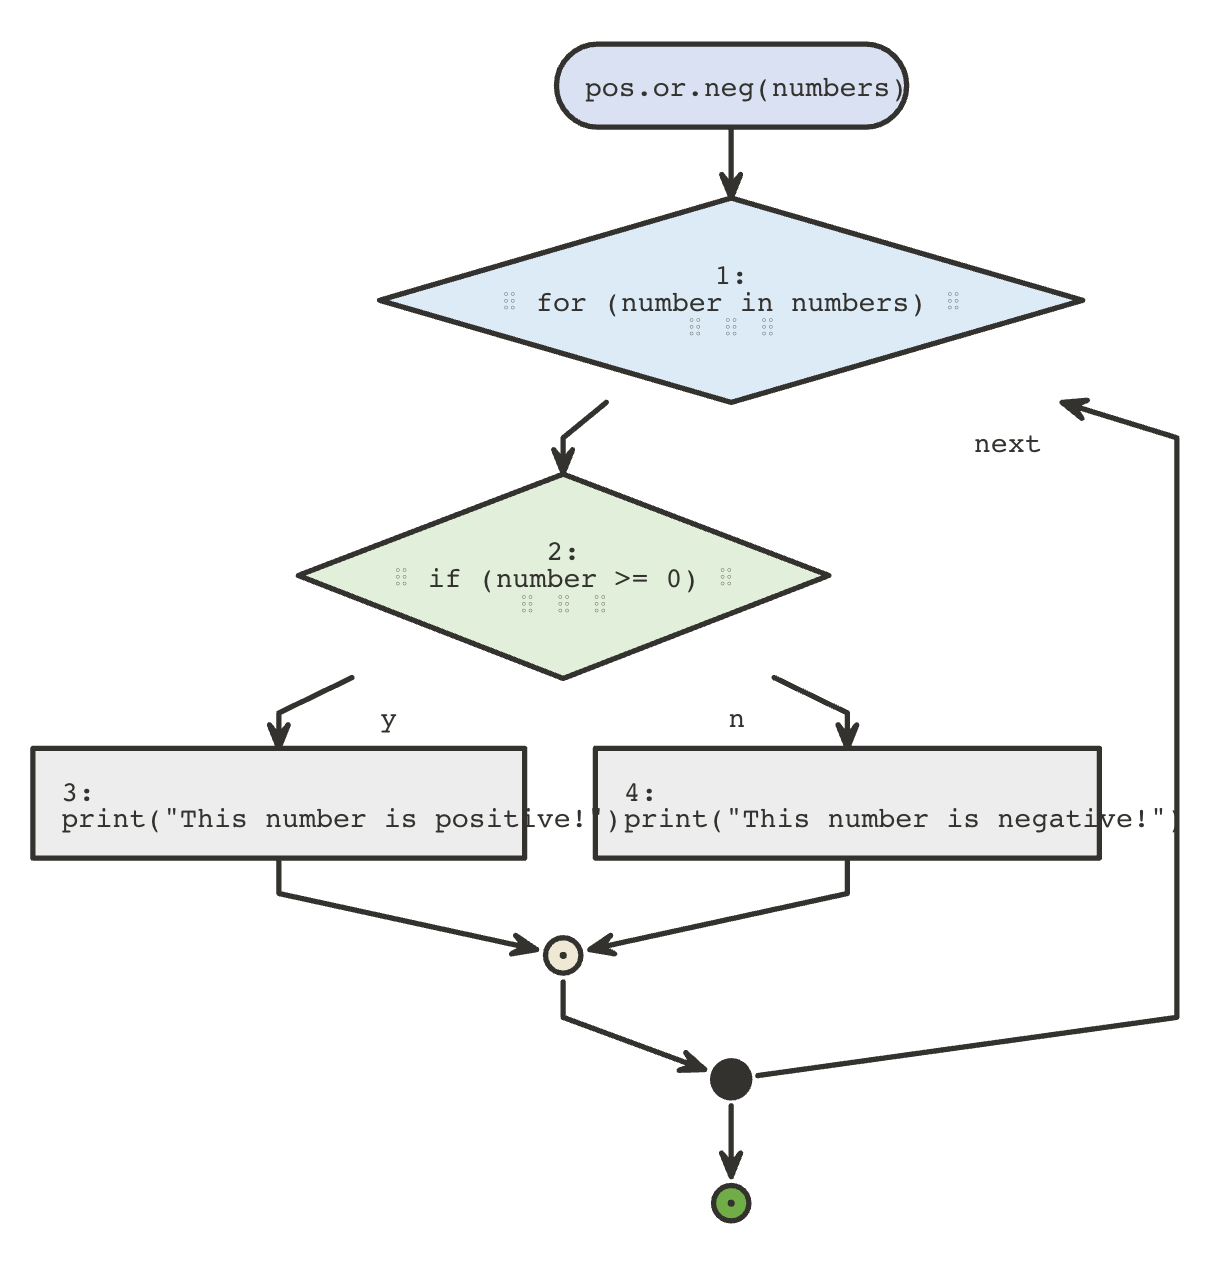 pos.or.neg(numbers)
1:
for (number in numbers)
next
2:
if (number >= 0)
y
n
3:
print("This number is positive!")
4:
print("This number is negative!")